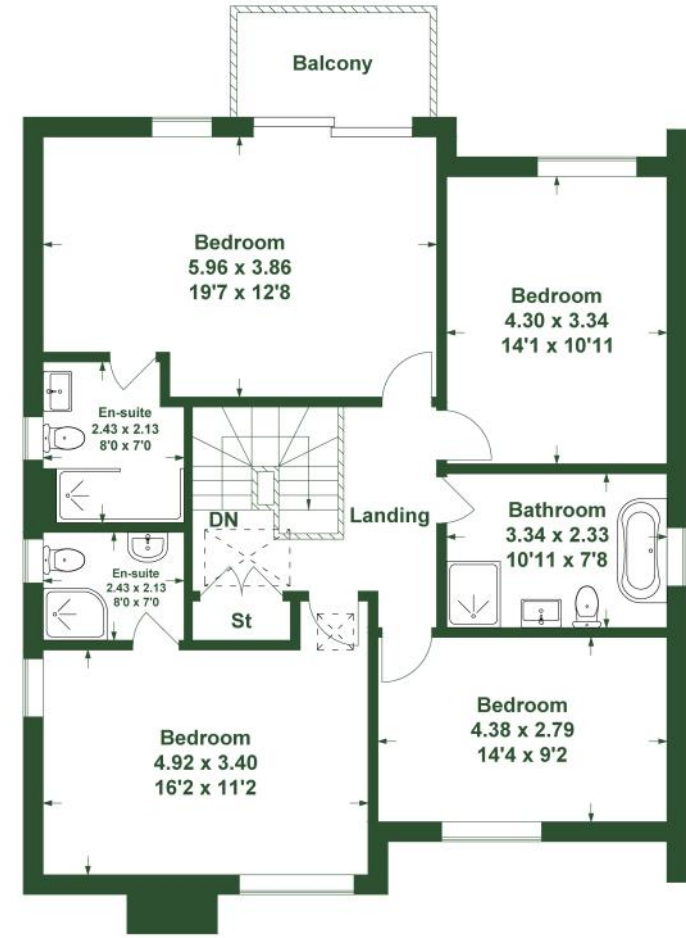 Balcony
Bedroom
5.96 x 3.86
19'7 x 12'8
Bedroom
4.30 x 3.34
14'1 x 10'11
En-suite
2.43 x 2.13
8'0 x 7'0
DN
Landing
Bathroom
3.34 x 2.33
10'11 x 7'8
En-suite
2.43 x 2.13
8'0 x 7'0
St
Bedroom
4.92 x 3.40
16'2 x 11'2
Bedroom
4.38 x 2.79
14'4 x 9'2